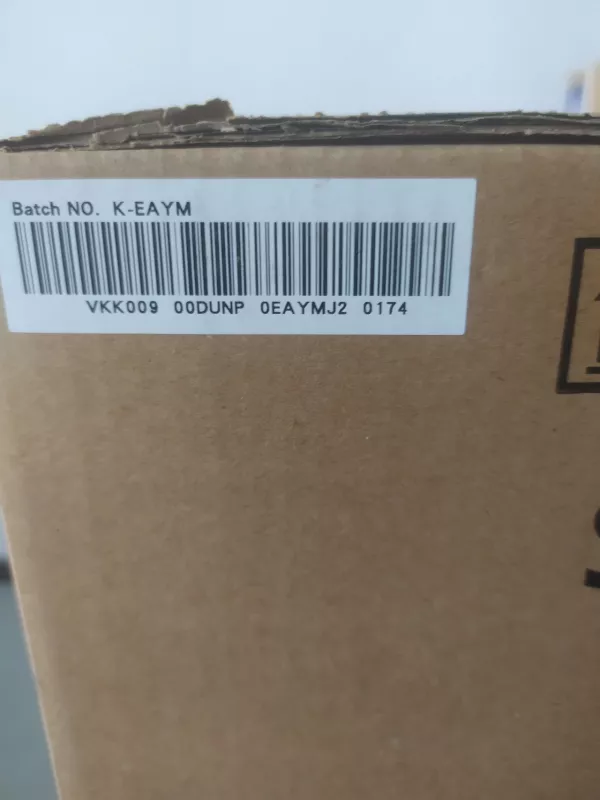 Batch NO. K-EAYM
VKK009 00DUNP 0EAYMJ2 0174